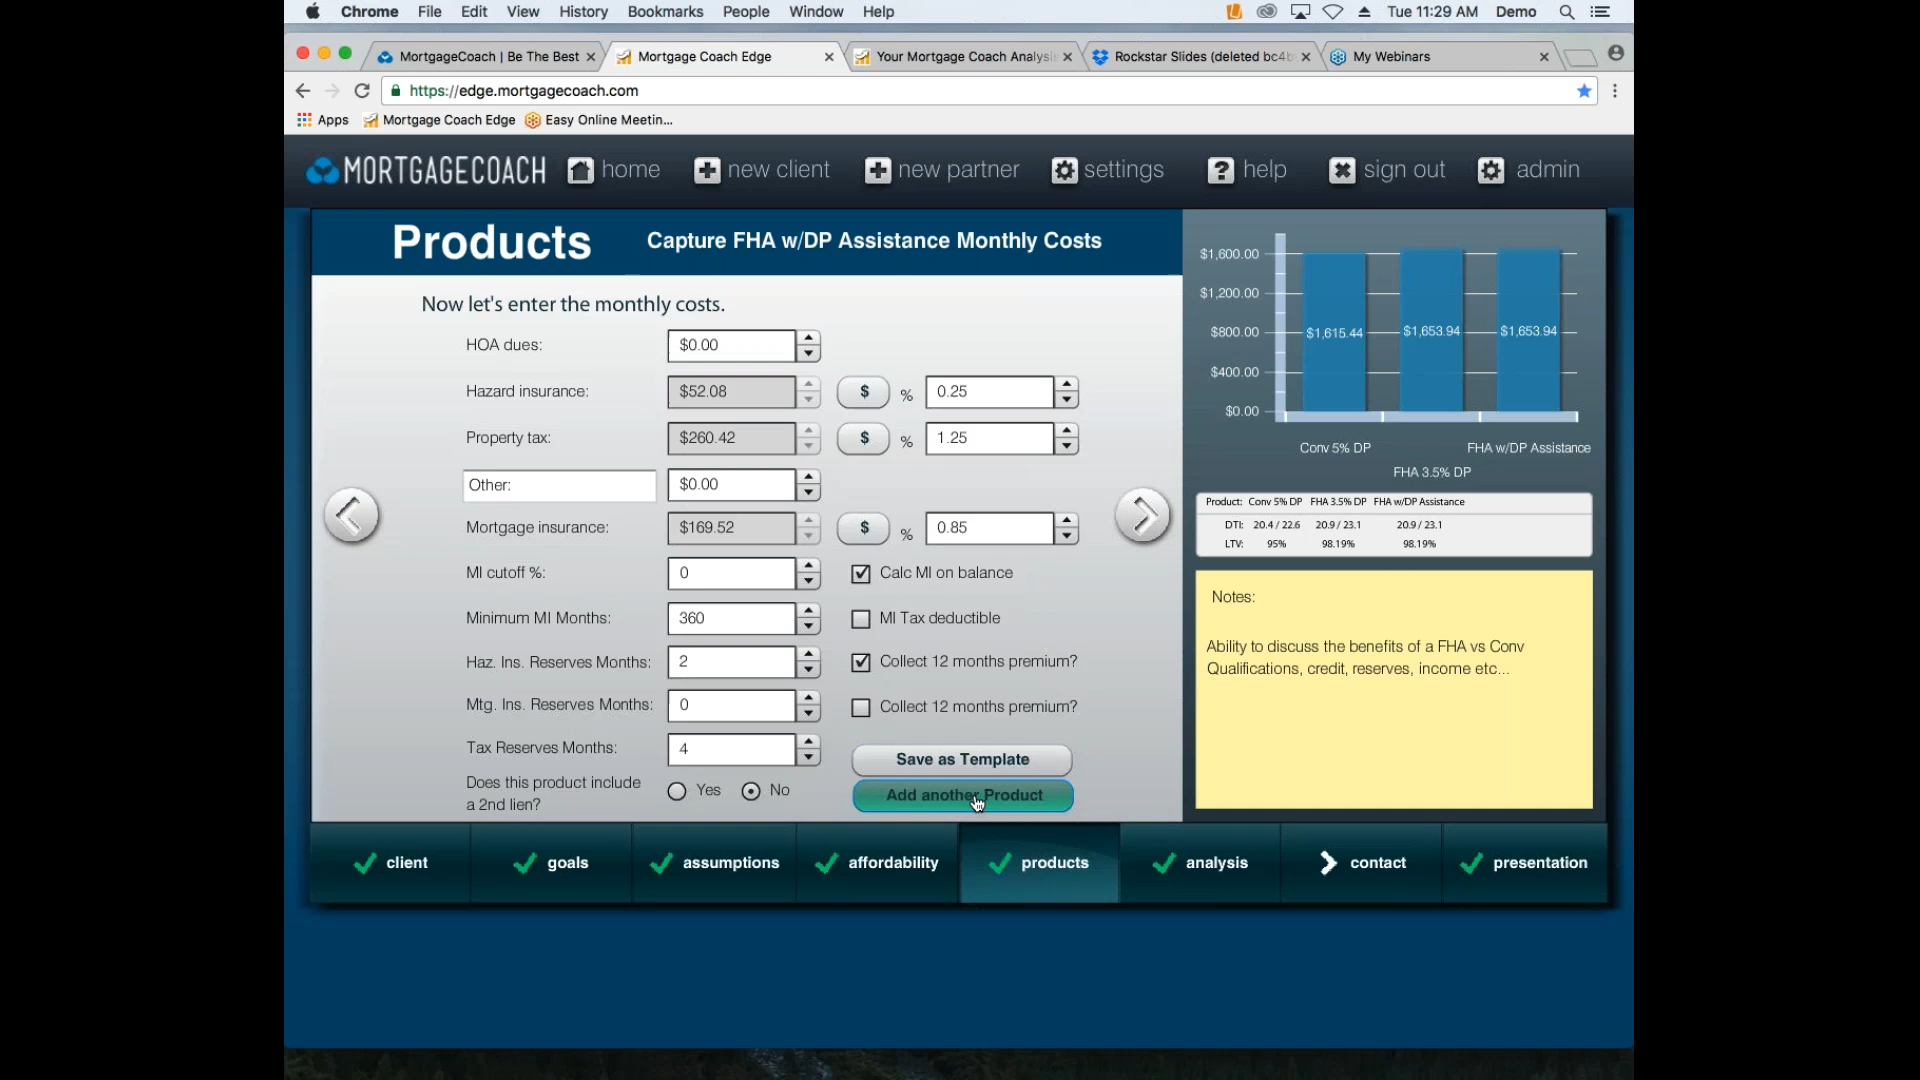 Chrome File Edit View History Bookmarks People Window Help Tue 11:29 AM Demo
MortgageCoach | Be The Best Mortgage Coach Edge Your Mortgage Coach Analysi Rockstar Slides (deleted bc4b My Webinars
https://edge.mortgagecoach.com
Apps Mortgage Coach Edge Easy Online Meetin...
MORTGAGECOACH home new client new partner settings help sign out admin
Products Capture FHA w/DP Assistance Monthly Costs
Now let's enter the monthly costs.
HOA dues: $0.00
Hazard insurance: $52.08 $ % 0.25
Property tax: $260.42 $ % 1.25
Other: $0.00
Mortgage insurance: $169.52 $ % 0.85
MI cutoff %: 0 Calc MI on balance
Minimum MI Months: 360 MI Tax deductible
Haz. Ins. Reserves Months: 2 Collect 12 months premium?
Mtg. Ins. Reserves Months: 0 Collect 12 months premium?
Tax Reserves Months: 4 Save as Template
Does this product include
a 2nd lien? Yes No Add another Product
$1,600.00
$1,200.00
$800.00 $1,615.44 $1,653.94 $1,653.94
$400.00
$0.00
Conv 5% DP FHA w/DP Assistance
FHA 3.5% DP
Product: Conv 5% DP FHA 3.5% DP FHA w/DP Assistance
DTI: 20.4 / 22.6 20.9 / 23.1 20.9 / 23.1
LTV: 95% 98.19% 98.19%
Notes:
Ability to discuss the benefits of a FHA vs Conv
Qualifications, credit, reserves, income etc...
client goals assumptions affordability products analysis contact presentation